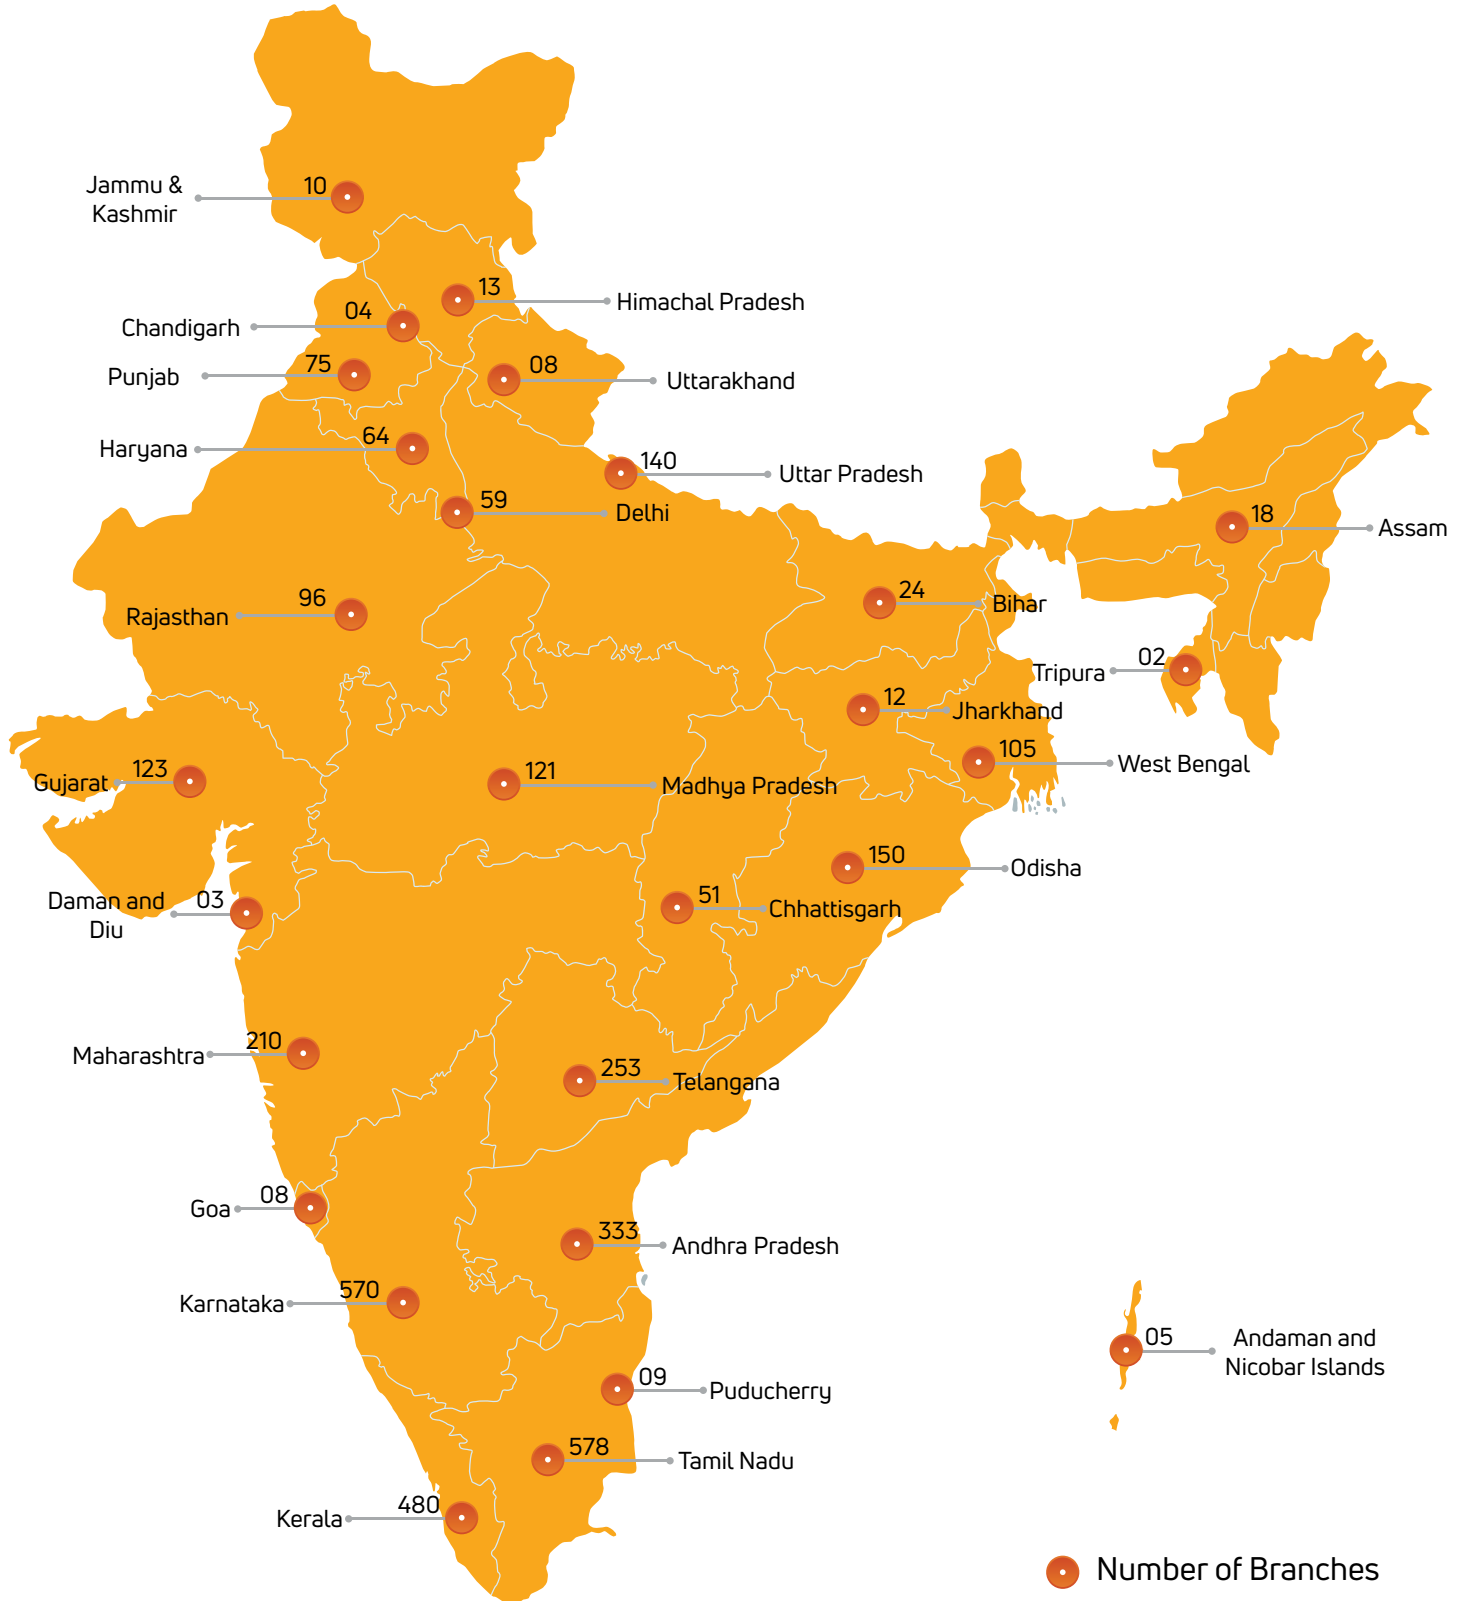 10
Jammu &
Kashmir
13
Himachal Pradesh
04
Chandigarh
75
Punjab
08
Uttarakhand
64
Haryana
140
Uttar Pradesh
59
Delhi
18
Assam
96
Rajasthan
24
Bihar
02
Tripura
12
Jharkhand
105
West Bengal
123
Gujarat
121
Madhya Pradesh
150
Odisha
03
Daman and
Diu
51
Chhattisgarh
210
Maharashtra
253
Telangana
08
Goa
333
Andhra Pradesh
570
Karnataka
05
Andaman and
Nicobar Islands
09
Puducherry
578
Tamil Nadu
480
Kerala
Number of Branches